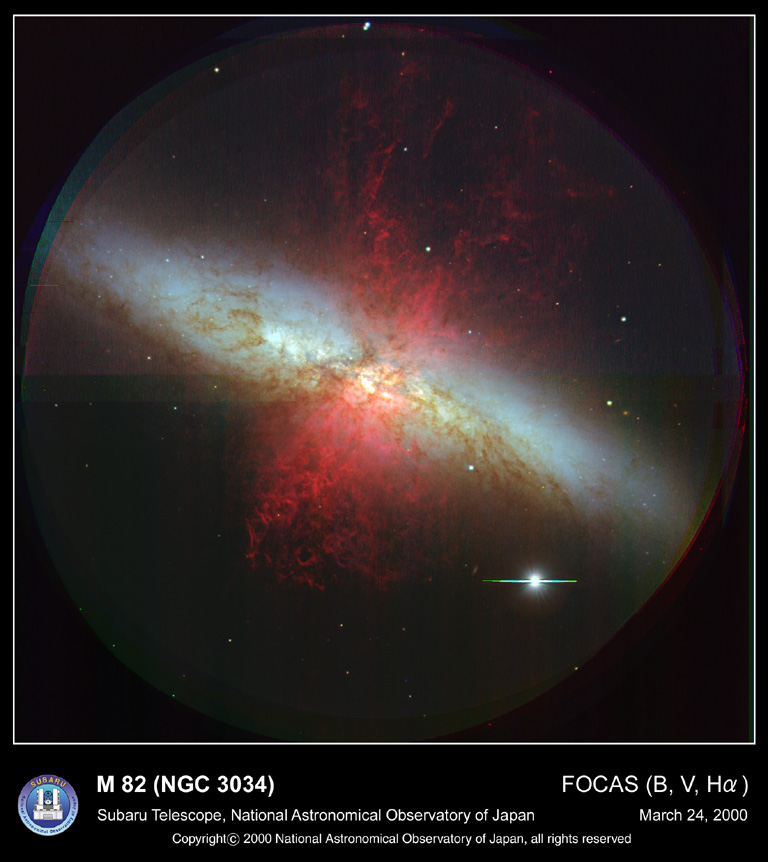 M 82 (NGC 3034)
FOCAS (B, V, Hα)
Subaru Telescope, National Astronomical Observatory of Japan
March 24, 2000
Copyright© 2000 National Astronomical Observatory of Japan, all rights reserved
SUBARU